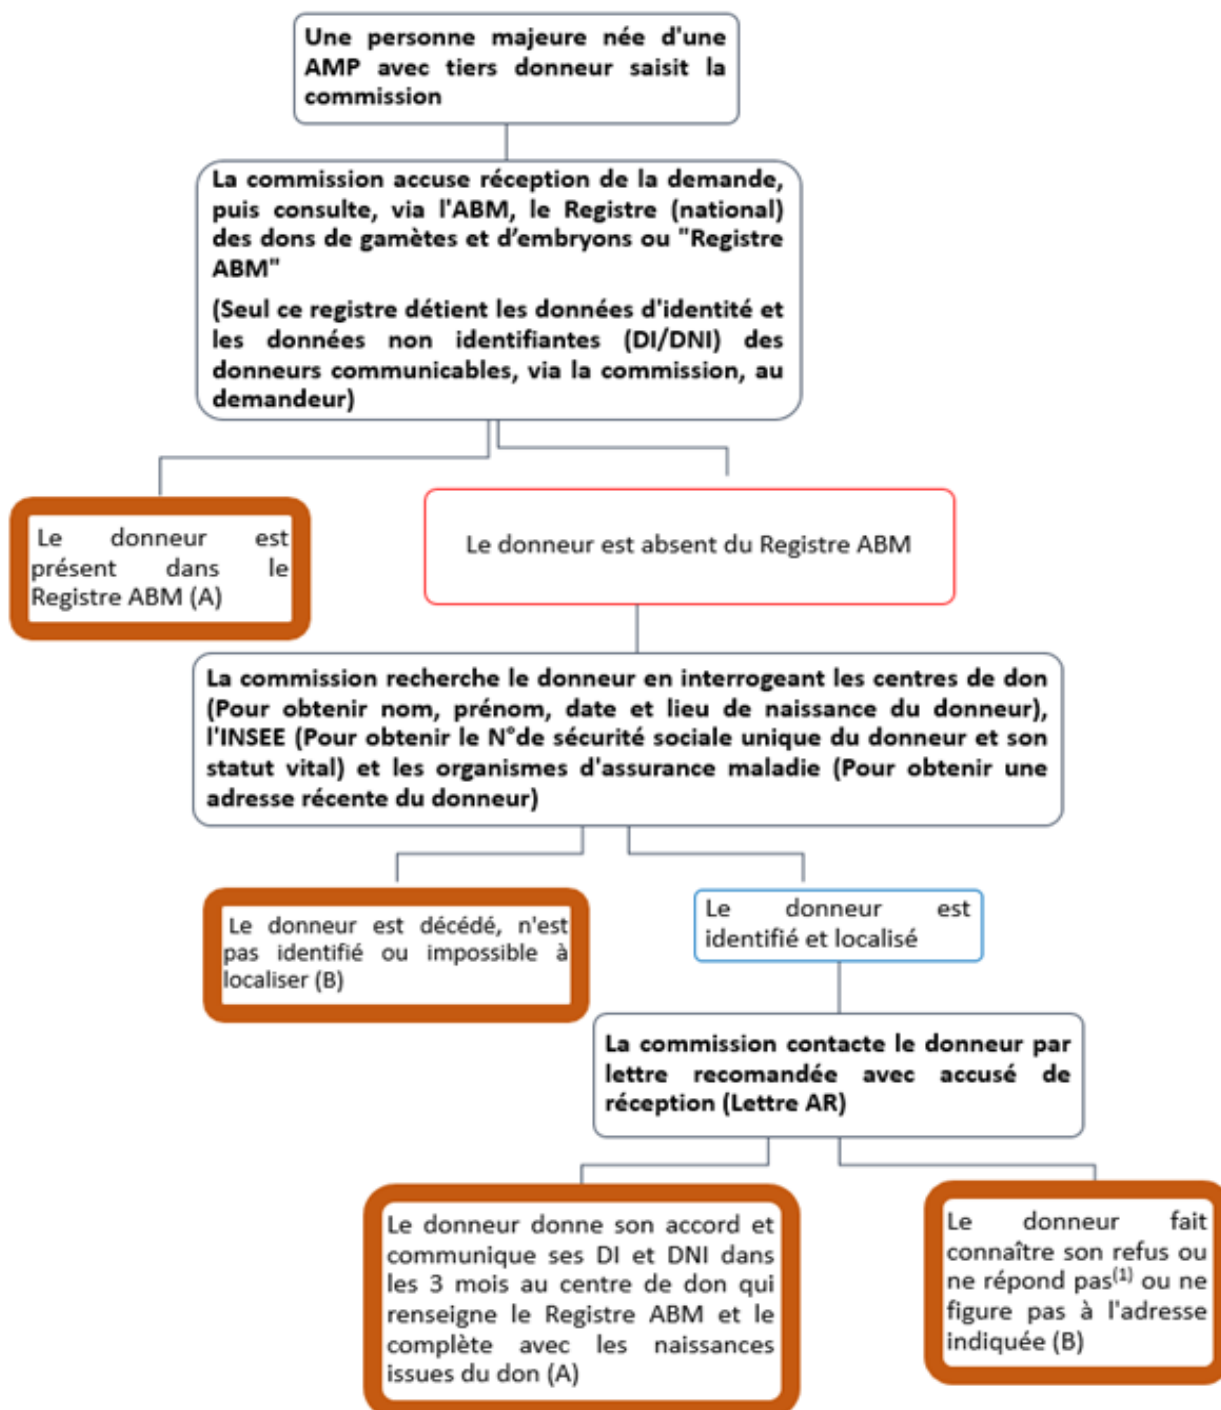 Une personne majeure née d'une
AMP avec tiers donneur saisit la
commission
La commission accuse réception de la demande,
puis consulte, via l'ABM, le Registre (national)
des dons de gamètes et d’embryons ou "Registre
ABM"
(Seul ce registre détient les données d'identité et
les données non identifiantes (DI/DNI) des
donneurs communicables, via la commission, au
demandeur)
Le donneur est
présent dans le
Registre ABM (A)
Le donneur est absent du Registre ABM
La commission recherche le donneur en interrogeant les centres de don
(Pour obtenir nom, prénom, date et lieu de naissance du donneur),
l'INSEE (Pour obtenir le N°de sécurité sociale unique du donneur et son
statut vital) et les organismes d'assurance maladie (Pour obtenir une
adresse récente du donneur)
Le donneur est décédé, n'est
pas identifié ou impossible à
localiser (B)
Le donneur est
identifié et localisé
La commission contacte le donneur par
lettre recomandée avec accusé de
réception (Lettre AR)
Le donneur donne son accord et
communique ses DI et DNI dans
les 3 mois au centre de don qui
renseigne le Registre ABM et le
complète avec les naissances
issues du don (A)
Le donneur fait
connaître son refus ou
ne répond pas(1) ou ne
figure pas à l'adresse
indiquée (B)